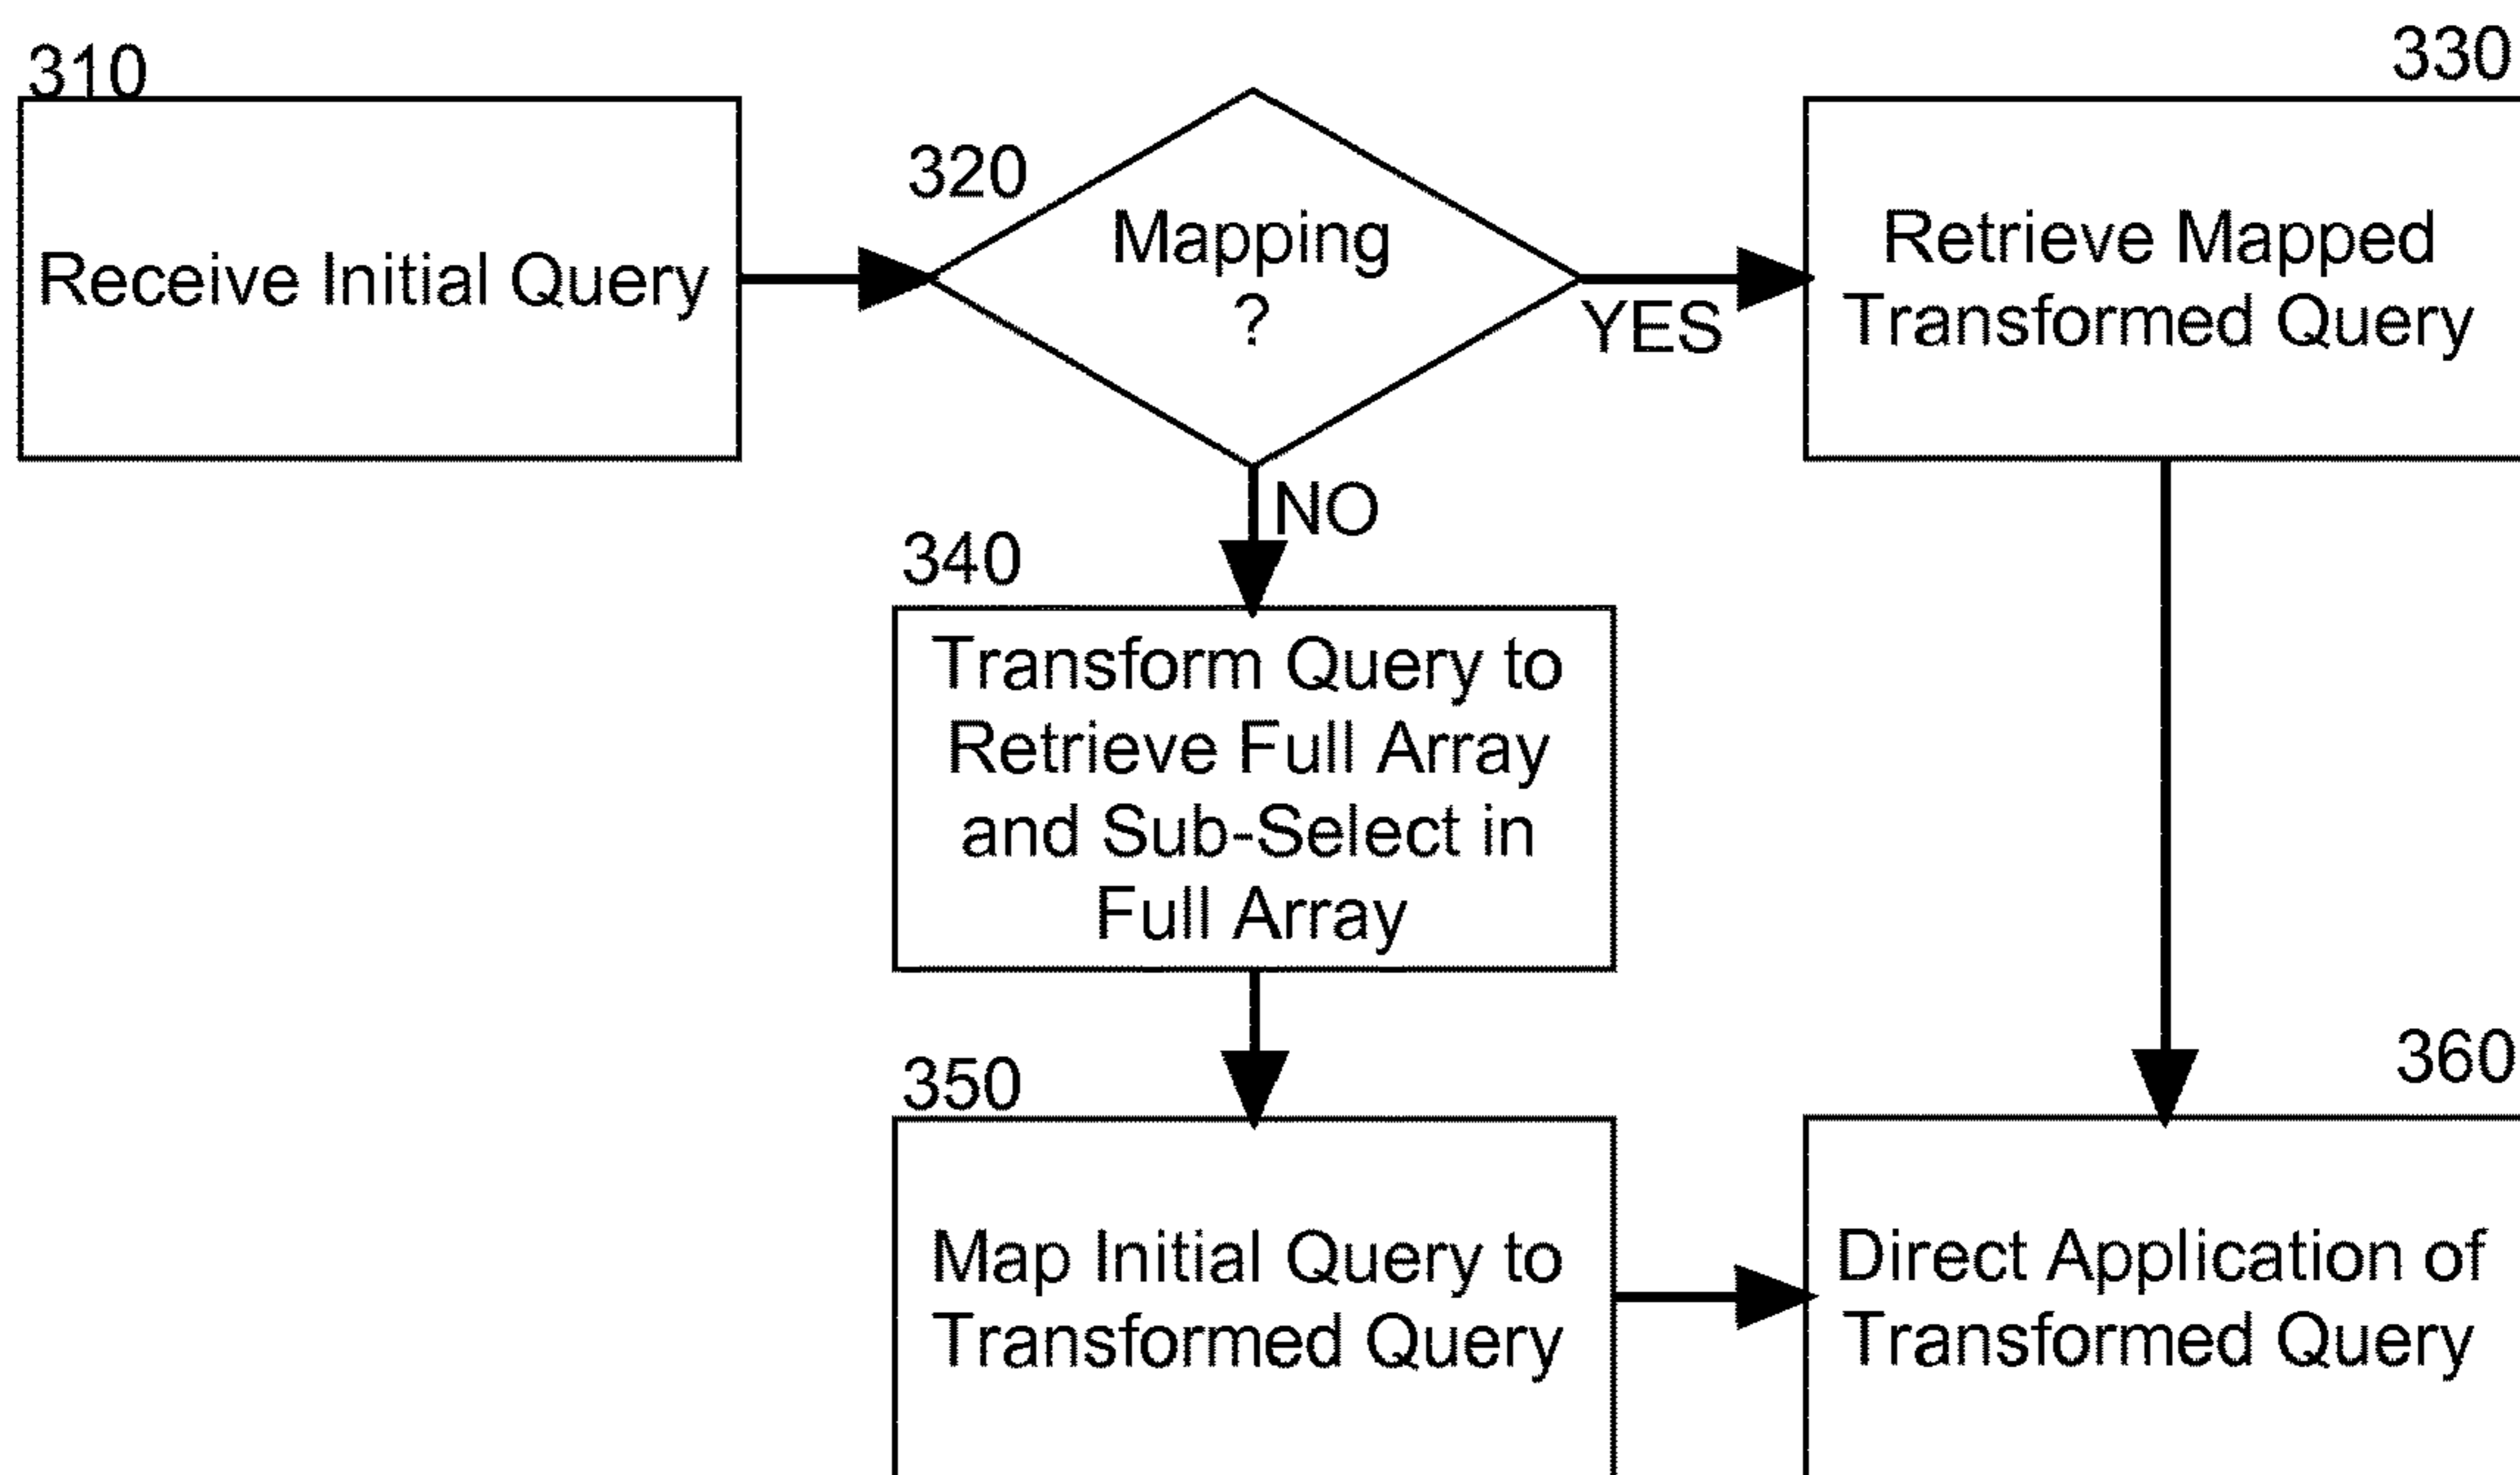 310
Receive Initial Query
320
Mapping
?
YES
NO
330
Retrieve Mapped
Transformed Query
340
Transform Query to
Retrieve Full Array
and Sub-Select in
Full Array
350
Map Initial Query to
Transformed Query
360
Direct Application of
Transformed Query